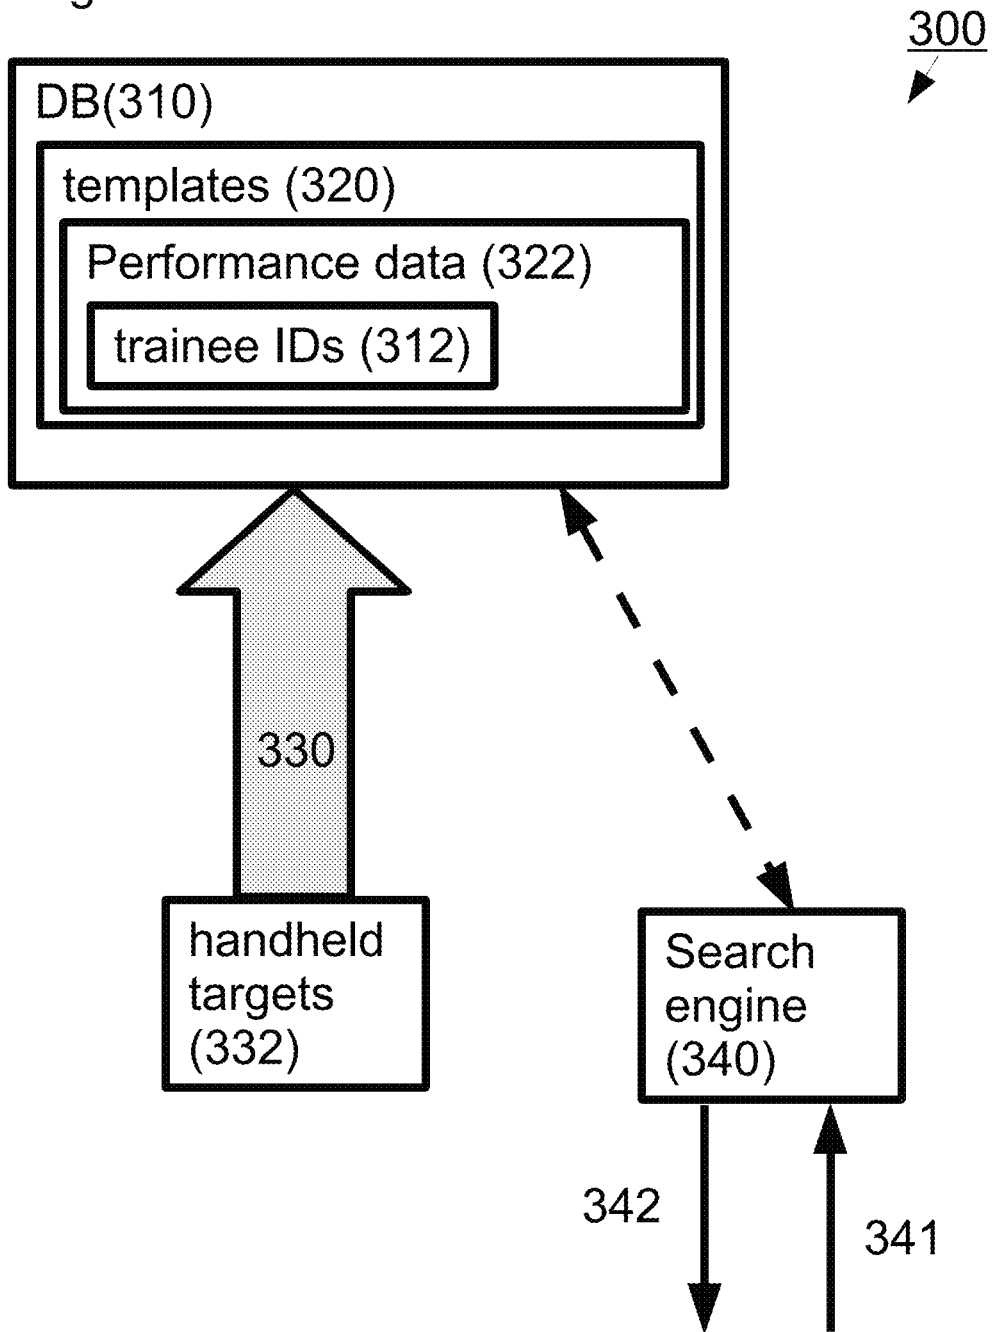 300
DB(310)
templates (320)
Performance data (322)
trainee IDs (312)
330
handheld
targets
(332)
Search
engine
(340)
342
341